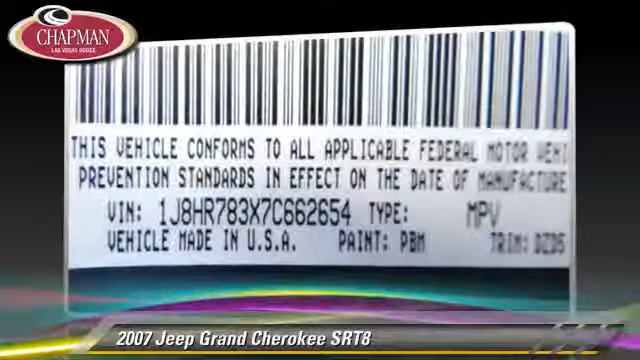 CHAPMAN
LAS VEGAS DODGE
THIS VEHICLE CONFORMS TO ALL APPLICABLE FEDERAL MOTOR VEHI
PREVENTION STANDARDS IN EFFECT ON THE DATE OF MANUFACTURE
VIN: 1J8HR783X7C662654 TYPE: MPV
VEHICLE MADE IN U.S.A. PAINT: PBM TRIM: DZD5
2007 Jeep Grand Cherokee SRT8